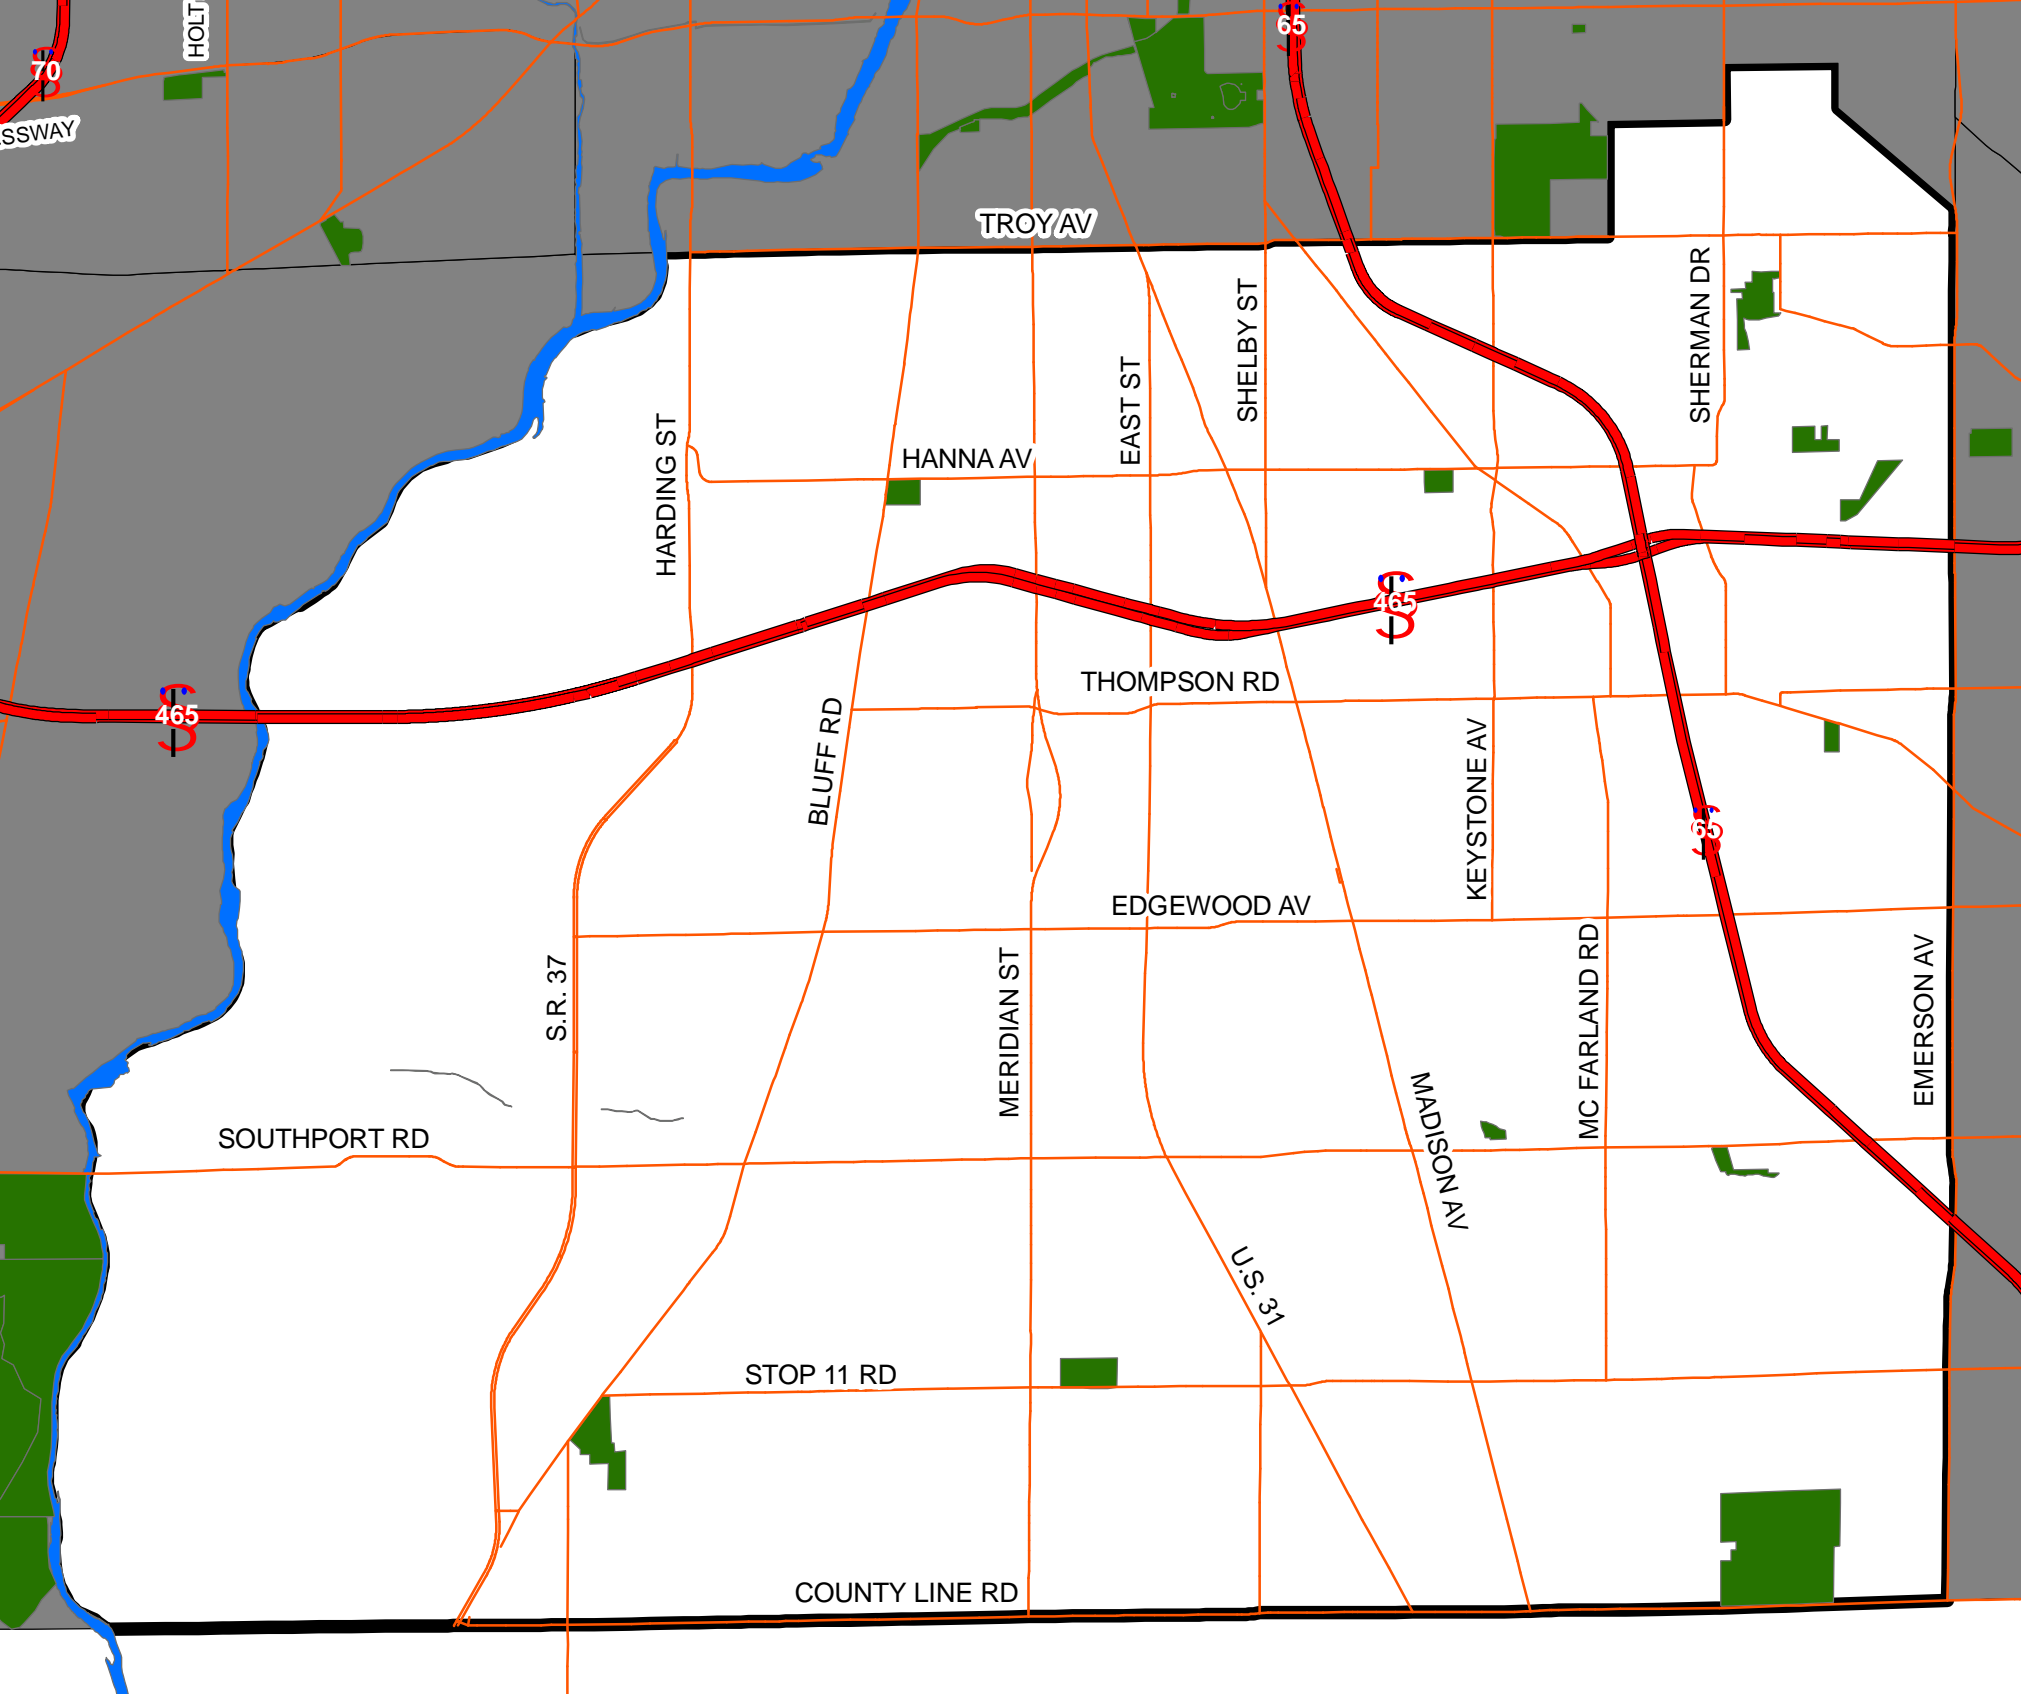 HOLT
65
70
SSWAY
TROY AV
SHERMAN DR
SHELBY ST
EAST ST
HARDING ST
HANNA AV
465
THOMPSON RD
465
BLUFF RD
KEYSTONE AV
65
EDGEWOOD AV
MC FARLAND RD
EMERSON AV
S.R. 37
MERIDIAN ST
MADISON AV
SOUTHPORT RD
U.S. 31
STOP 11 RD
COUNTY LINE RD